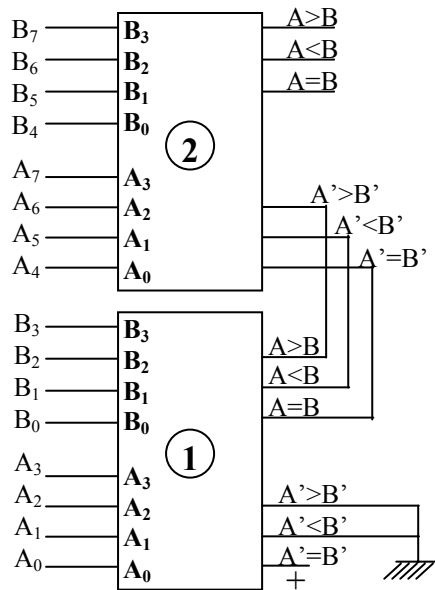 B₇ B₃ A>B
B₆ B₂ A<B
B₅ B₁ A=B
B₄ B₀
2
A₇ A₃
A₆ A₂ A'>B'
A₅ A₁ A'<B'
A₄ A₀ A'=B'
B₃ B₃
B₂ B₂ A>B
B₁ B₁ A<B
B₀ B₀ A=B
1
A₃ A₃
A₂ A₂ A'>B'
A₁ A₁ A'<B'
A₀ A₀ A'=B'
+